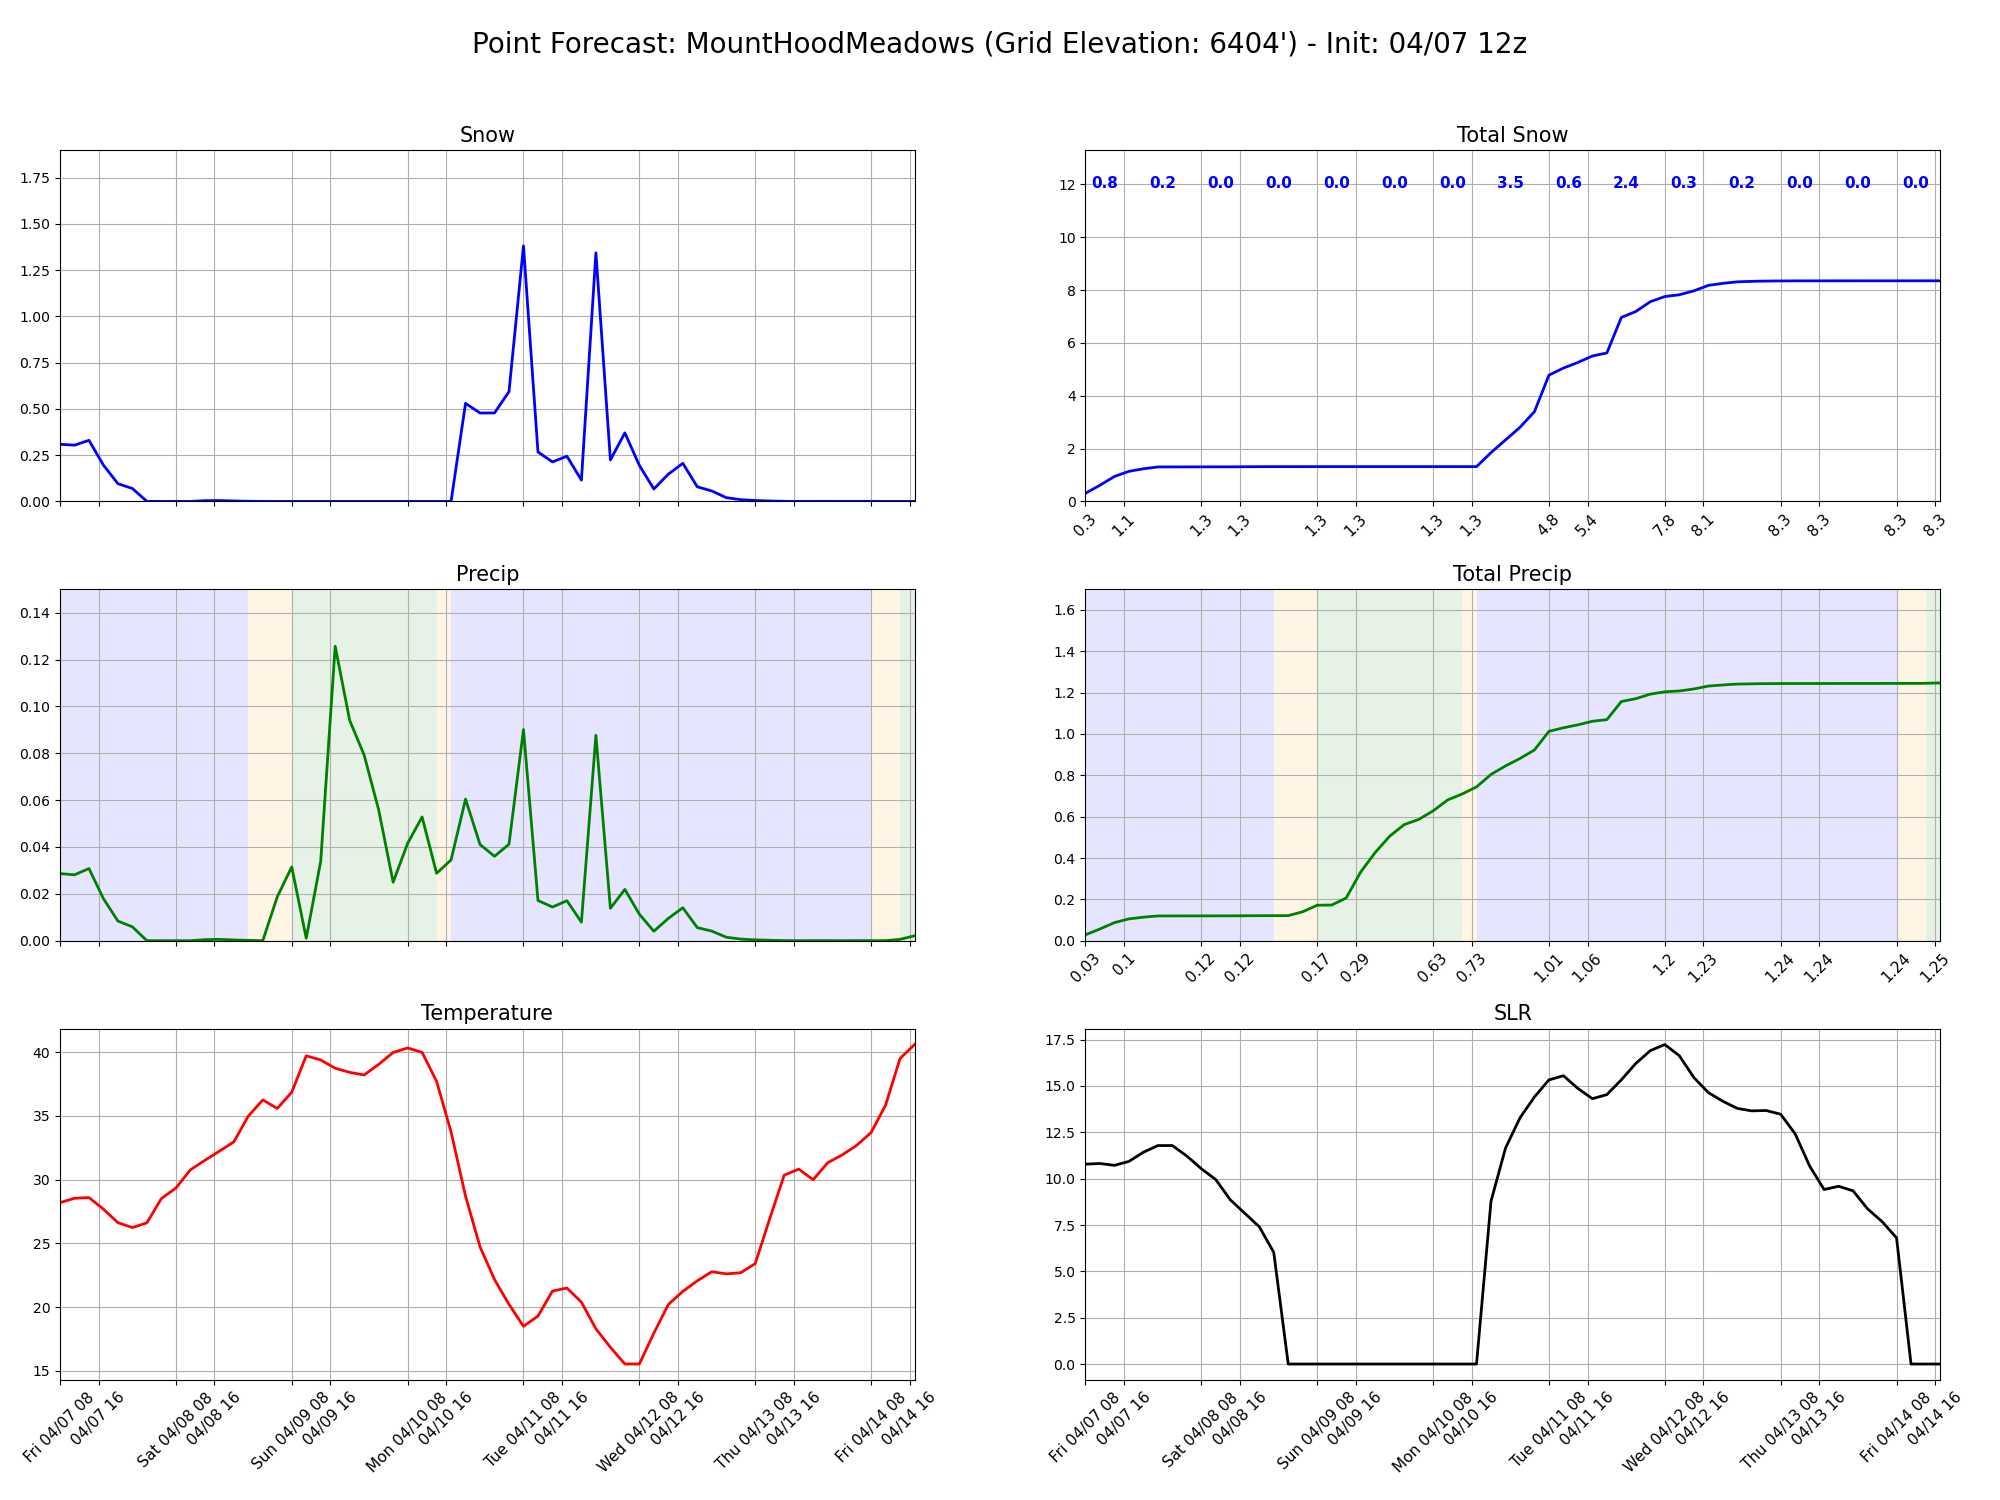 Point Forecast: MountHoodMeadows (Grid Elevation: 6404') - Init: 04/07 12z
Snow
1.75
1.50
1.25
1.00
0.75
0.50
0.25
0.00
Total Snow
12
10
8
6
4
2
0
0.8 0.2 0.0 0.0 0.0 0.0 0.0 3.5 0.6 2.4 0.3 0.2 0.0 0.0 0.0
0.3 1.1 1.3 1.3 1.3 1.3 1.3 1.3 4.8 5.4 7.8 8.1 8.3 8.3 8.3 8.3
Precip
0.14
0.12
0.10
0.08
0.06
0.04
0.02
0.00
Total Precip
1.6
1.4
1.2
1.0
0.8
0.6
0.4
0.2
0.0
0.03 0.1 0.12 0.12 0.17 0.29 0.63 0.73 1.01 1.06 1.2 1.23 1.24 1.24 1.24 1.25
Temperature
40
35
30
25
20
15
Fri 04/07 08
04/07 16
Sat 04/08 08
04/08 16
Sun 04/09 08
04/09 16
Mon 04/10 08
04/10 16
Tue 04/11 08
04/11 16
Wed 04/12 08
04/12 16
Thu 04/13 08
04/13 16
Fri 04/14 08
04/14 16
SLR
17.5
15.0
12.5
10.0
7.5
5.0
2.5
0.0
Fri 04/07 08
04/07 16
Sat 04/08 08
04/08 16
Sun 04/09 08
04/09 16
Mon 04/10 08
04/10 16
Tue 04/11 08
04/11 16
Wed 04/12 08
04/12 16
Thu 04/13 08
04/13 16
Fri 04/14 08
04/14 16